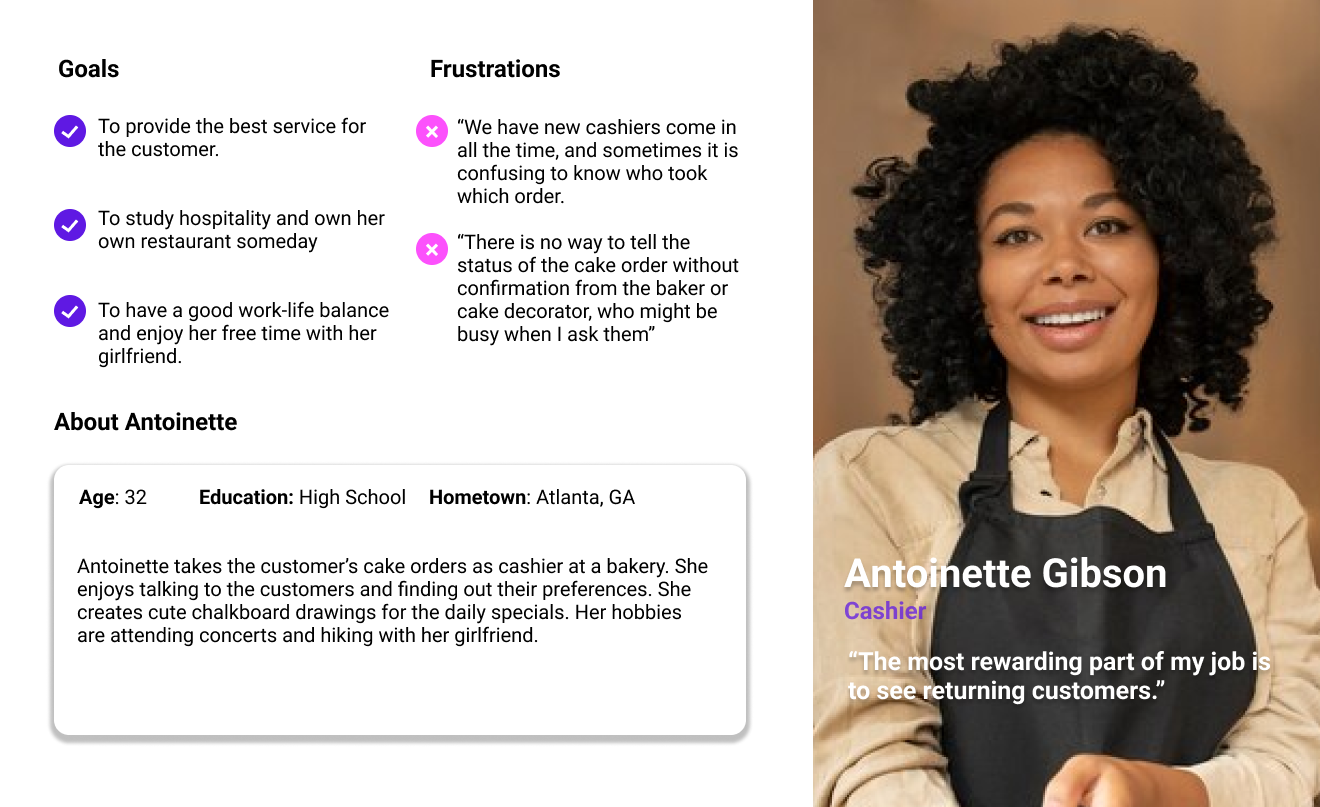 Goals
To provide the best service for
the customer.
To study hospitality and own her
own restaurant someday
To have a good work-life balance
and enjoy her free time with her
girlfriend.
Frustrations
“We have new cashiers come in
all the time, and sometimes it is
confusing to know who took
which order.
“There is no way to tell the
status of the cake order without
confirmation from the baker or
cake decorator, who might be
busy when I ask them”
About Antoinette
Age: 32 Education: High School Hometown: Atlanta, GA
Antoinette takes the customer’s cake orders as cashier at a bakery. She
enjoys talking to the customers and finding out their preferences. She
creates cute chalkboard drawings for the daily specials. Her hobbies
are attending concerts and hiking with her girlfriend.
Antoinette Gibson
Cashier
“The most rewarding part of my job is
to see returning customers.”